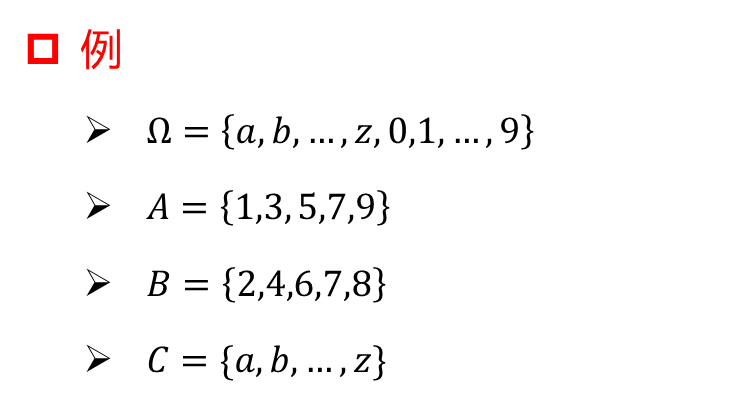 例
Ω = {a, b, … , z, 0,1, … , 9}
A = {1,3, 5,7,9}
B = {2,4,6,7,8}
C = {a, b, … , z}